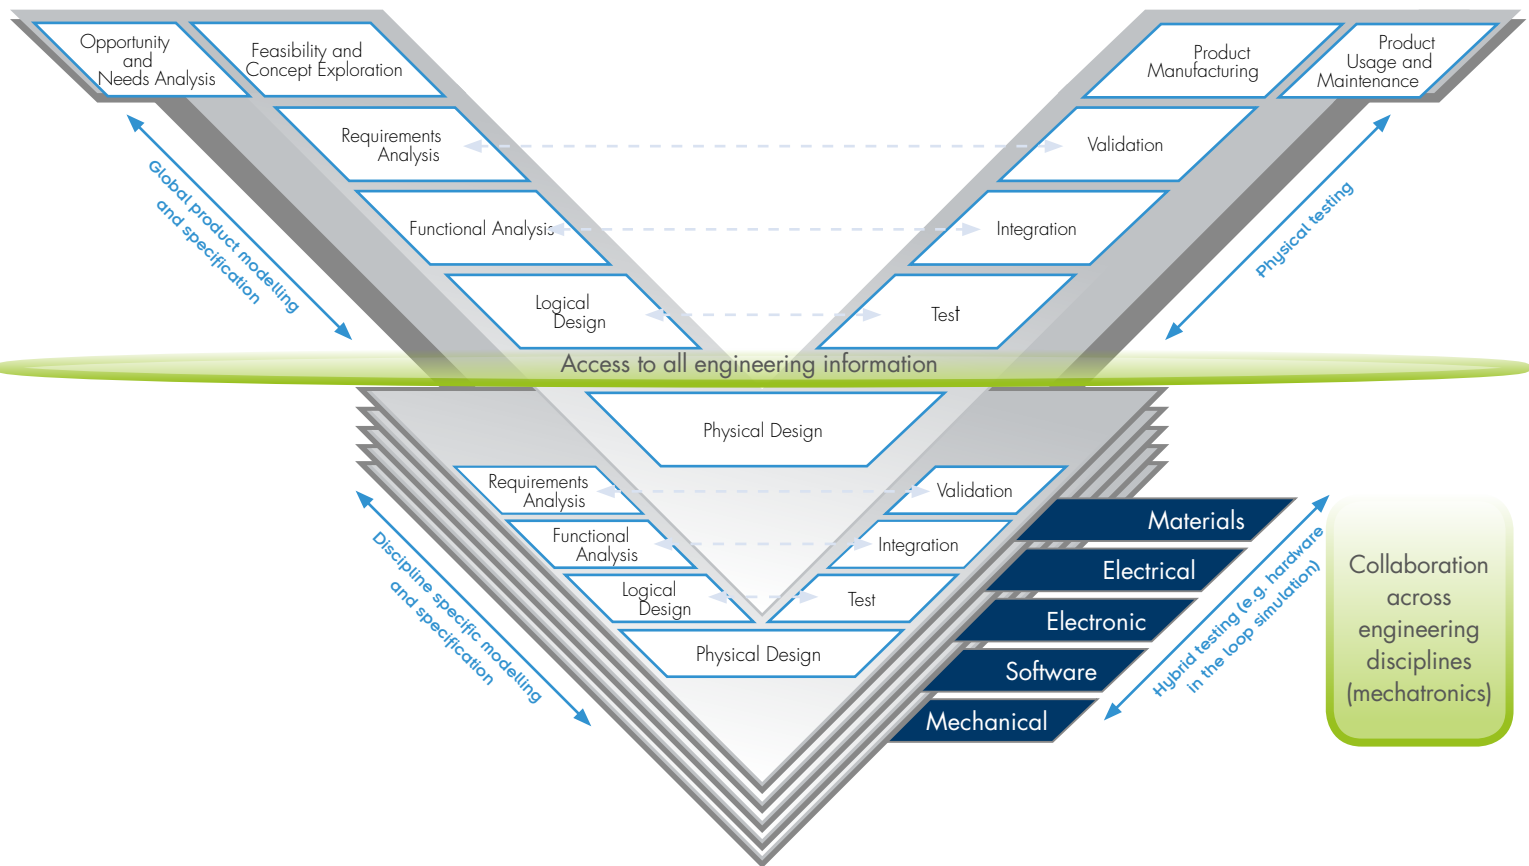 Opportunity
and
Needs Analysis
Feasibility and
Concept Exploration
Product
Manufacturing
Product
Usage and
Maintenance
Requirements
Analysis
Validation
Global product modelling
and specification
Physical testing
Functional Analysis
Integration
Logical
Design
Test
Access to all engineering information
Physical Design
Requirements
Analysis
Validation
Functional
Analysis
Integration
Logical
Design
Test
Physical Design
Discipline specific modelling
and specification
Materials
Electrical
Electronic
Software
Mechanical
Hybrid testing (e.g. hardware
in the loop simulation)
Collaboration
across
engineering
disciplines
(mechatronics)